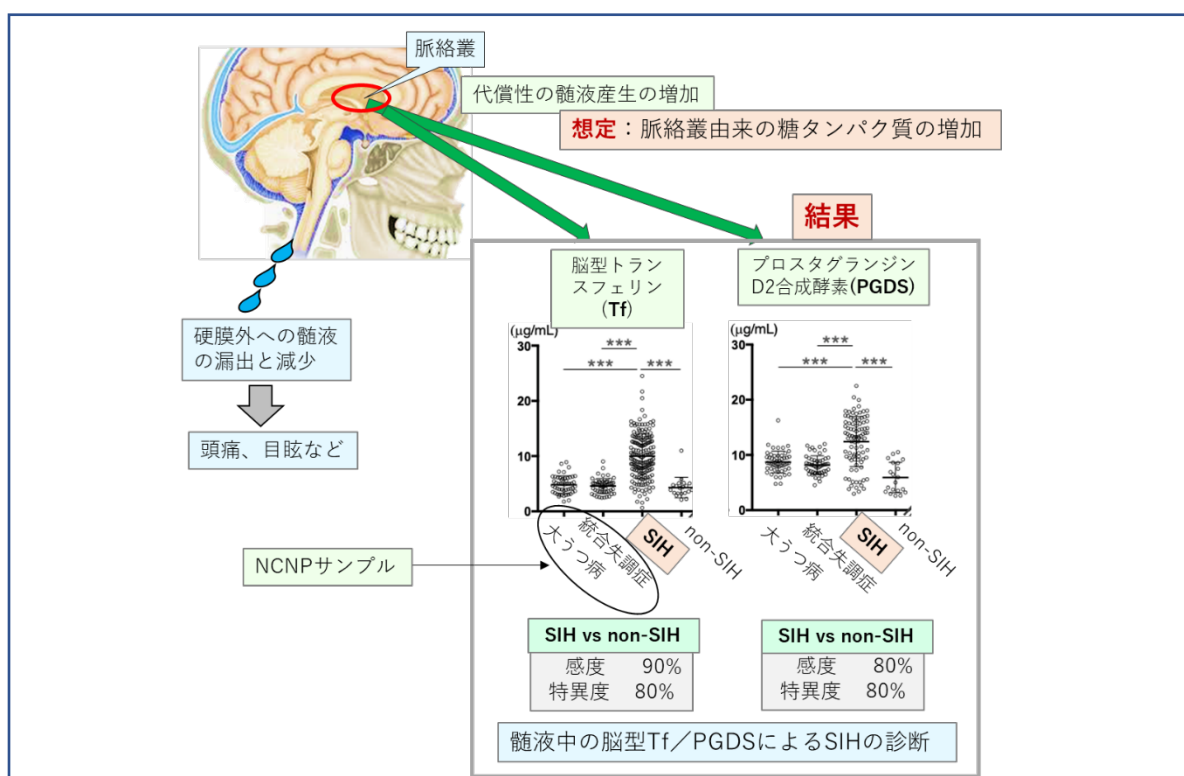 脈絡叢
代償性の髄液産生の増加
想定：脈絡叢由来の糖タンパク質の増加
結果
硬膜外への髄液
の漏出と減少
頭痛、目眩など
NCNPサンプル
脳型トラン
スフェリン
(Tf)
(μg/mL)
30
20
10
0
***
***
***
大うつ病
統合失調症
SIH
non-SIH
プロスタグランジン
D2合成酵素(PGDS)
(μg/mL)
30
20
10
0
***
***
***
大うつ病
統合失調症
SIH
non-SIH
SIH vs non-SIH
感度 90%
特異度 80%
SIH vs non-SIH
感度 80%
特異度 80%
髄液中の脳型Tf／PGDSによるSIHの診断